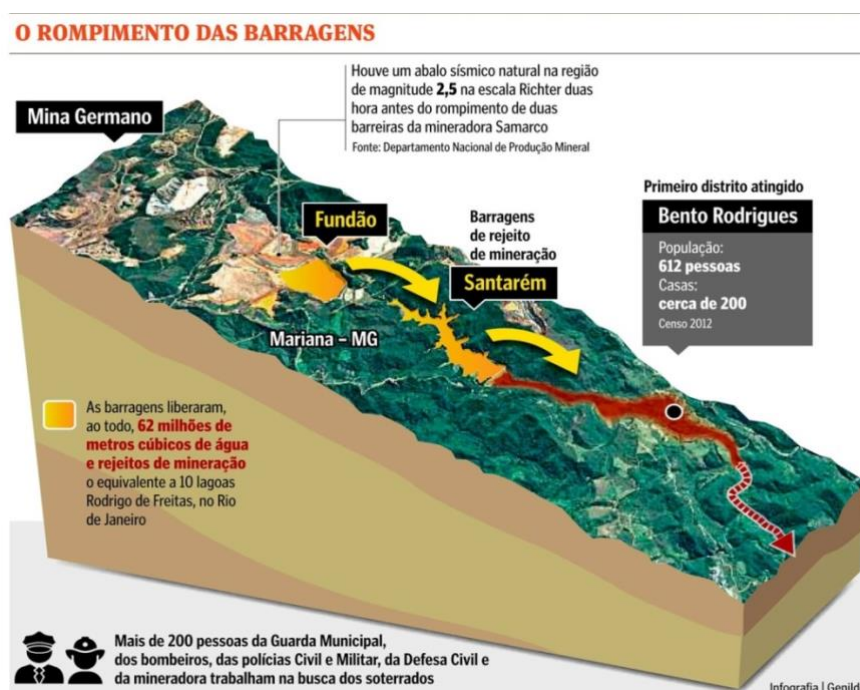 O ROMPIMENTO DAS BARRAGENS
Houve um abalo sísmico natural na região
de magnitude 2,5 na escala Richter duas
hora antes do rompimento de duas
barreiras da mineradora Samarco
Fonte: Departamento Nacional de Produção Mineral
Mina Germano
Fundão
Barragens
de rejeito
de mineração
Santarém
Primeiro distrito atingido
Bento Rodrigues
População:
612 pessoas
Casas:
cerca de 200
Censo 2012
Mariana – MG
As barragens liberaram,
ao todo, 62 milhões de
metros cúbicos de água
e rejeitos de mineração
o equivalente a 10 lagoas
Rodrigo de Freitas, no Rio
de Janeiro
Mais de 200 pessoas da Guarda Municipal,
dos bombeiros, das polícias Civil e Militar, da Defesa Civil e
da mineradora trabalham na busca dos soterrados
Infografia | Genild